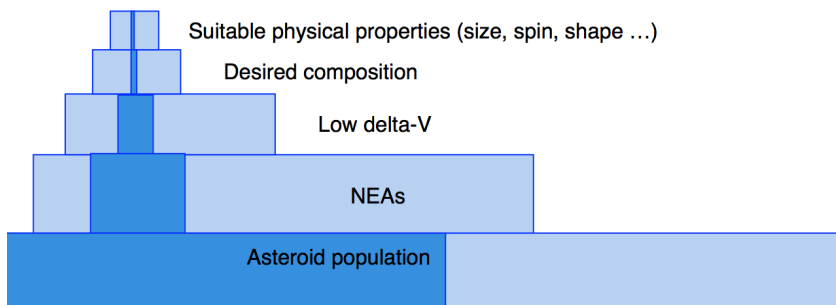 Suitable physical properties (size, spin, shape …)
Desired composition
Low delta-V
NEAs
Asteroid population